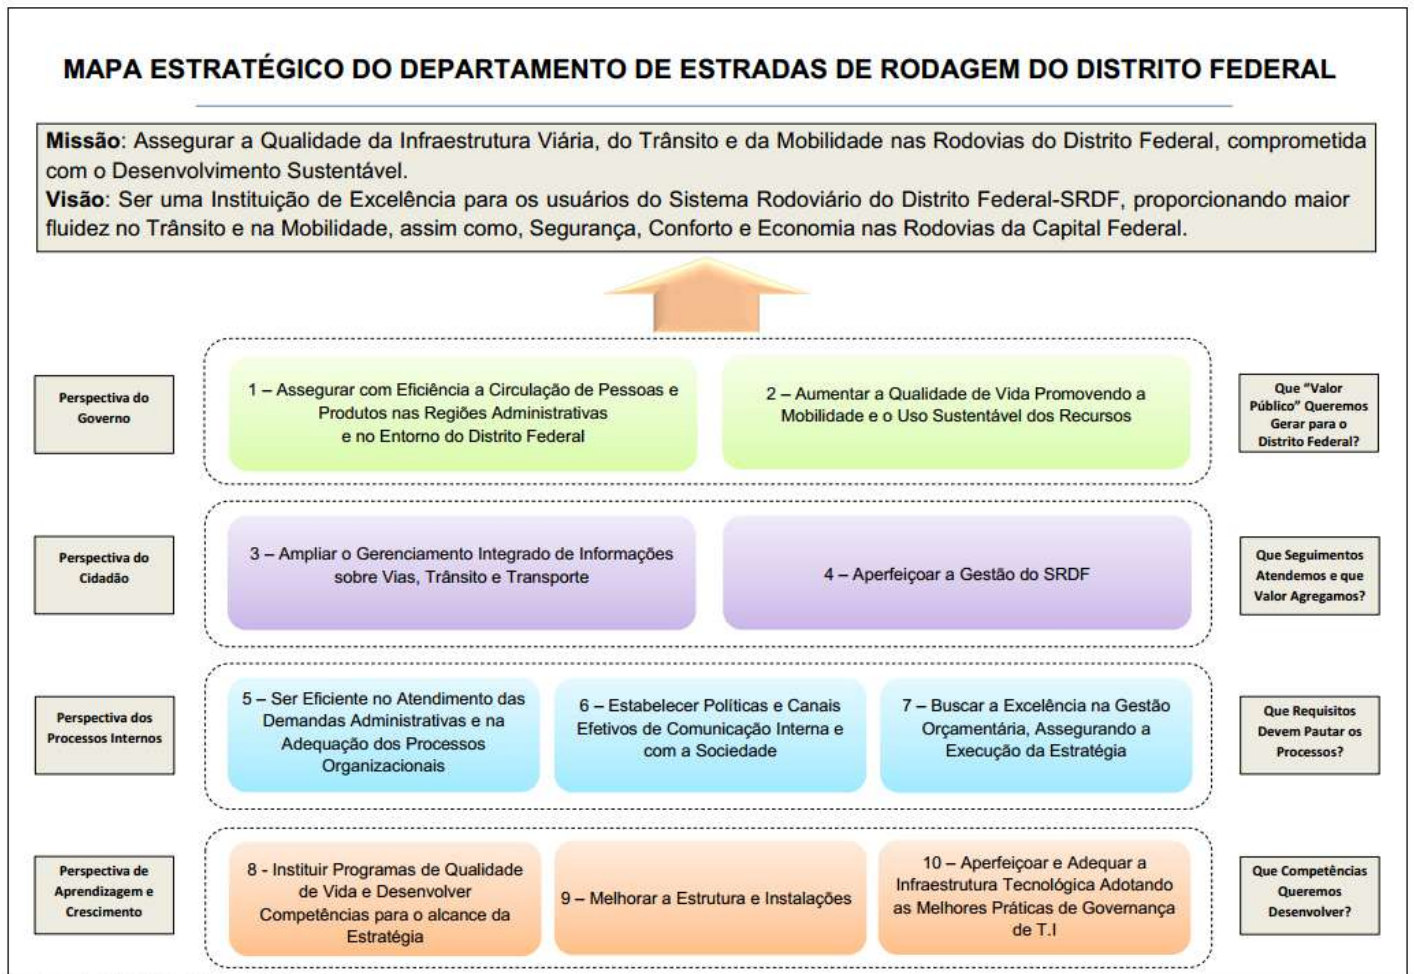 MAPA ESTRATÉGICO DO DEPARTAMENTO DE ESTRADAS DE RODAGEM DO DISTRITO FEDERAL
Missão: Assegurar a Qualidade da Infraestrutura Viária, do Trânsito e da Mobilidade nas Rodovias do Distrito Federal, comprometida
com o Desenvolvimento Sustentável.
Visão: Ser uma Instituição de Excelência para os usuários do Sistema Rodoviário do Distrito Federal-SRDF, proporcionando maior
fluidez no Trânsito e na Mobilidade, assim como, Segurança, Conforto e Economia nas Rodovias da Capital Federal.
Perspectiva do
Governo
1 – Assegurar com Eficiência a Circulação de Pessoas e
Produtos nas Regiões Administrativas
e no Entorno do Distrito Federal
2 – Aumentar a Qualidade de Vida Promovendo a
Mobilidade e o Uso Sustentável dos Recursos
Que “Valor
Público” Queremos
Gerar para o
Distrito Federal?
Perspectiva do
Cidadão
3 – Ampliar o Gerenciamento Integrado de Informações
sobre Vias, Trânsito e Transporte
4 – Aperfeiçoar a Gestão do SRDF
Que Seguimentos
Atendemos e que
Valor Agregamos?
Perspectiva dos
Processos Internos
5 – Ser Eficiente no Atendimento das
Demandas Administrativas e na
Adequação dos Processos
Organizacionais
6 – Estabelecer Políticas e Canais
Efetivos de Comunicação Interna e
com a Sociedade
7 – Buscar a Excelência na Gestão
Orçamentária, Assegurando a
Execução da Estratégia
Que Requisitos
Devem Pautar os
Processos?
Perspectiva de
Aprendizagem e
Crescimento
8 - Instituir Programas de Qualidade
de Vida e Desenvolver
Competências para o alcance da
Estratégia
9 – Melhorar a Estrutura e Instalações
10 – Aperfeiçoar e Adequar a
Infraestrutura Tecnológica Adotando
as Melhores Práticas de Governança
de T.I
Que Competências
Queremos
Desenvolver?